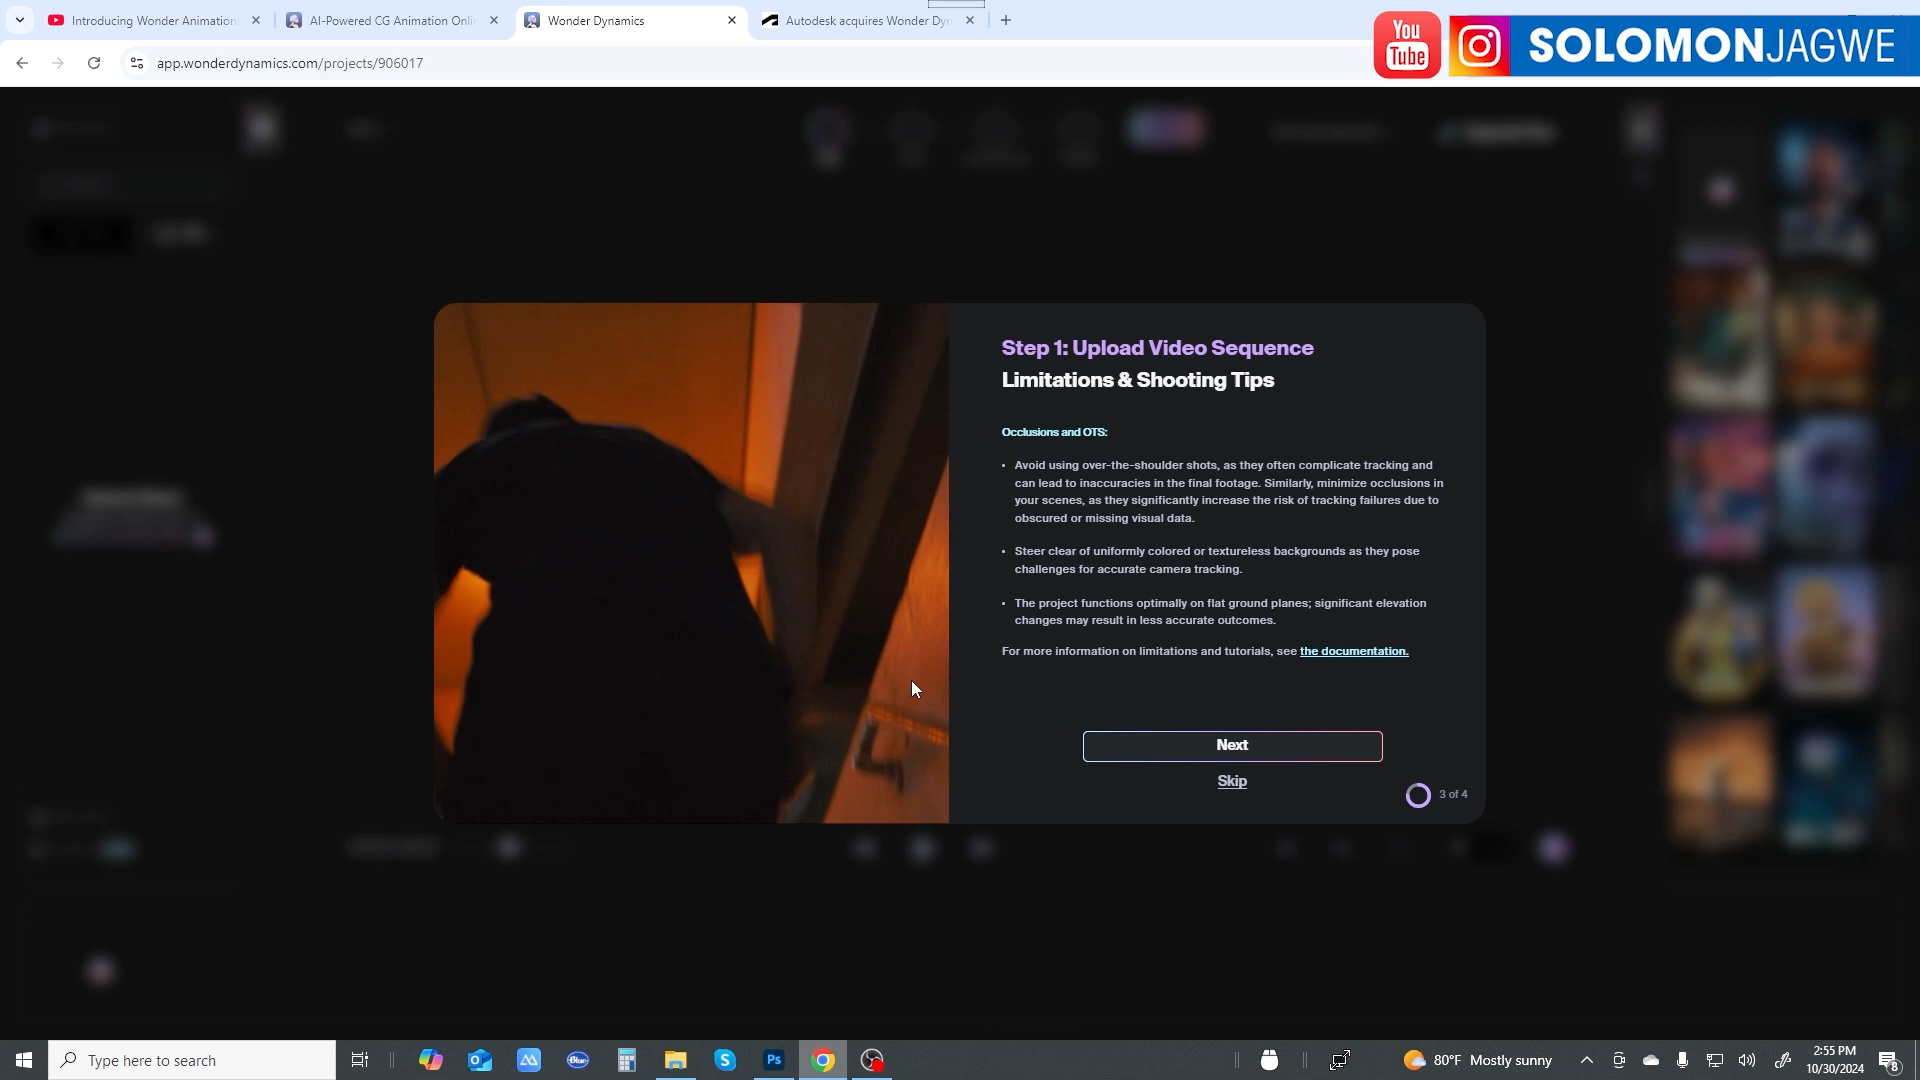 Introducing Wonder Animation
AI-Powered CG Animation Onli
Wonder Dynamics
Autodesk acquires Wonder Dyn
app.wonderdynamics.com/projects/906017
You
Tube
SOLOMONJAGWE
Step 1: Upload Video Sequence
Limitations & Shooting Tips
Occlusions and OTS:
• Avoid using over-the-shoulder shots, as they often complicate tracking and
can lead to inaccuracies in the final footage. Similarly, minimize occlusions in
your scenes, as they significantly increase the risk of tracking failures due to
obscured or missing visual data.
• Steer clear of uniformly colored or textureless backgrounds as they pose
challenges for accurate camera tracking.
• The project functions optimally on flat ground planes; significant elevation
changes may result in less accurate outcomes.
For more information on limitations and tutorials, see the documentation.
Next
Skip
3 of 4
Type here to search
Blue
Ps
80°F Mostly sunny
2:55 PM
10/30/2024
8